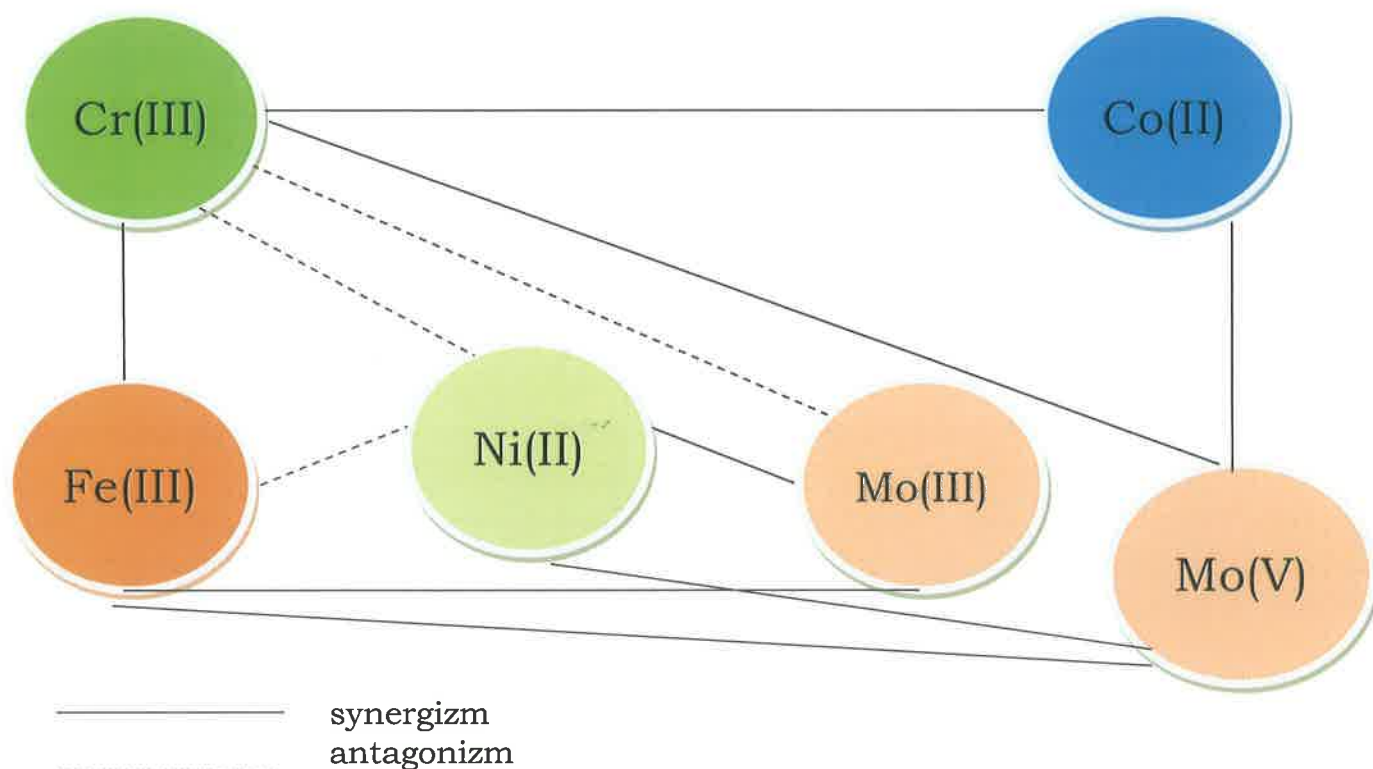 Cr(III)
Co(II)
Fe(III)
Ni(II)
Mo(III)
Mo(V)
synergizm
antagonizm